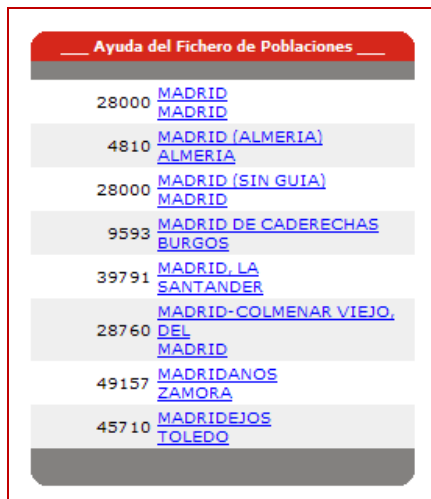 ___ Ayuda del Fichero de Poblaciones ___
28000 MADRID
MADRID
4810 MADRID (ALMERIA)
ALMERIA
28000 MADRID (SIN GUIA)
MADRID
9593 MADRID DE CADERECHAS
BURGOS
39791 MADRID, LA
SANTANDER
MADRID-COLMENAR VIEJO,
28760 DEL
MADRID
49157 MADRIDANOS
ZAMORA
45710 MADRIDEJOS
TOLEDO